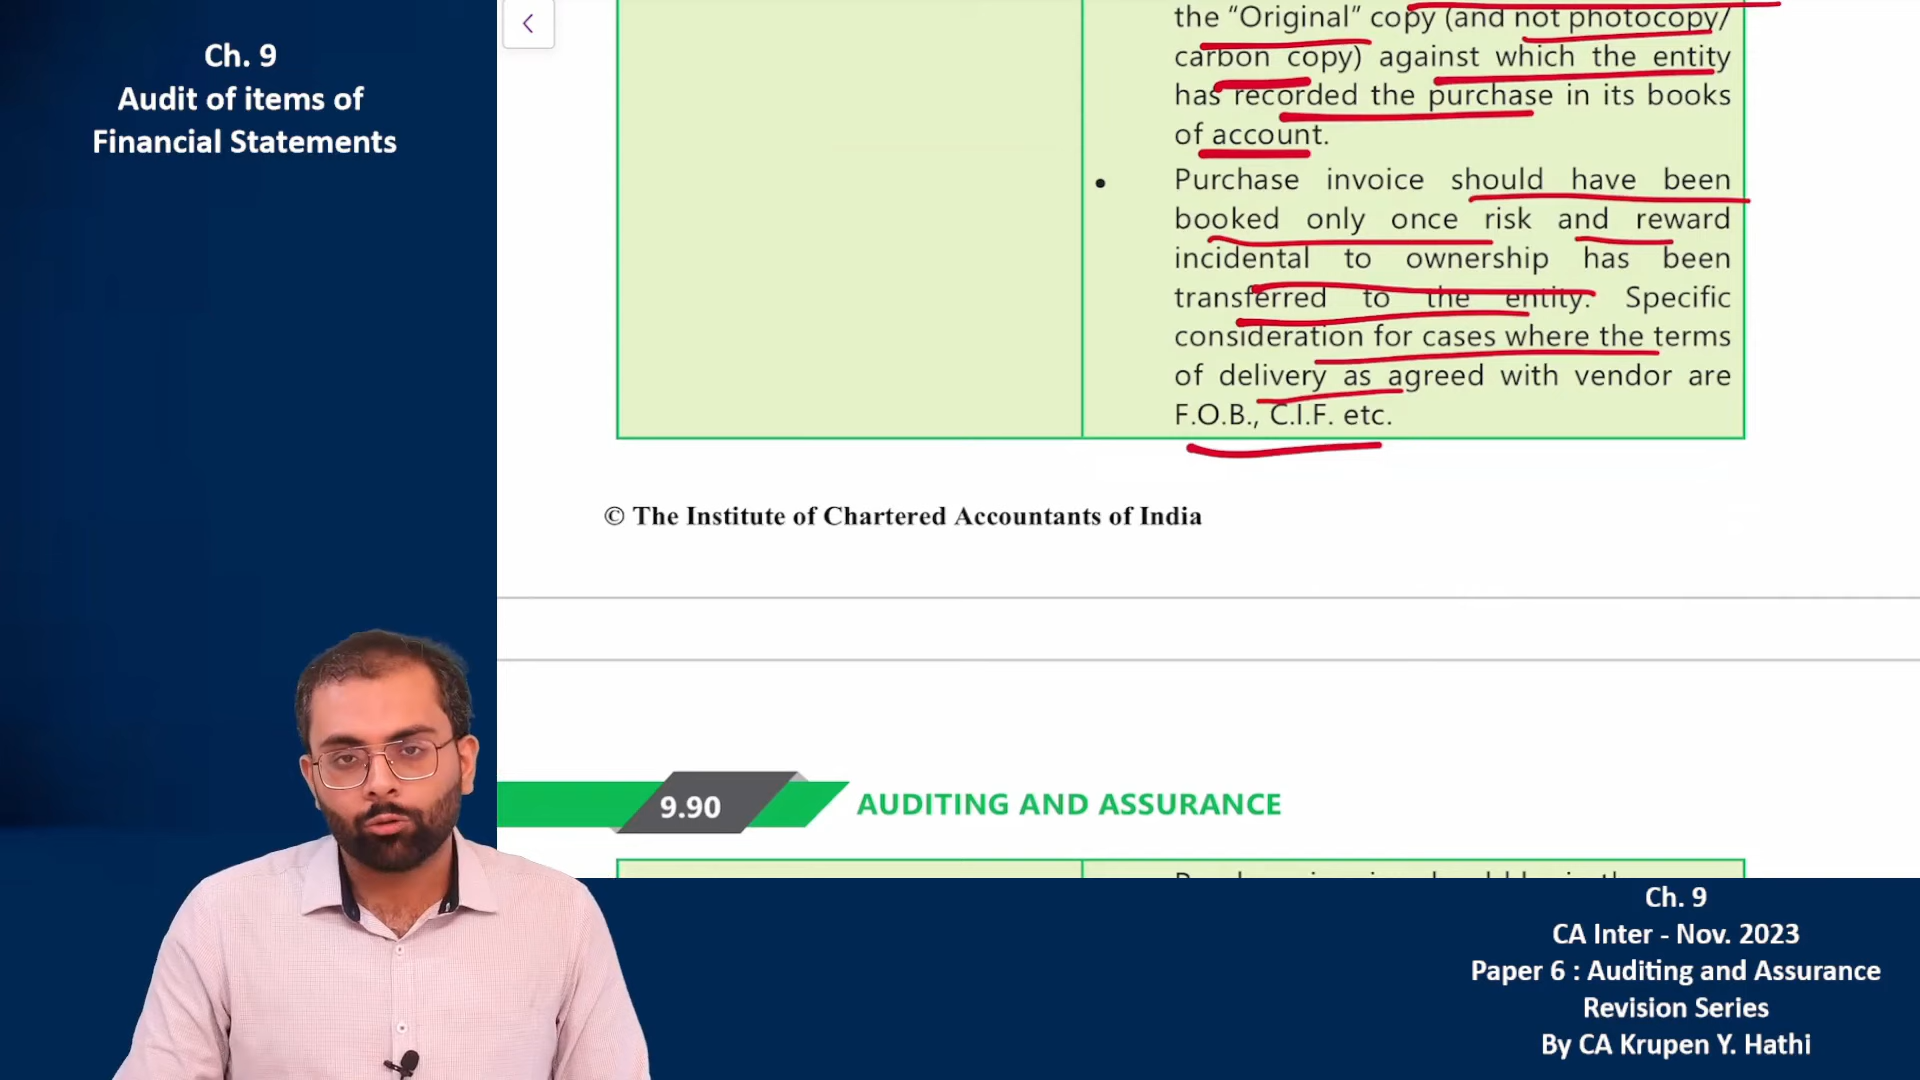 Ch. 9
Audit of items of
Financial Statements
the “Original” copy (and not photocopy/
carbon copy) against which the entity
has recorded the purchase in its books
of account.
• Purchase invoice should have been
booked only once risk and reward
incidental to ownership has been
transferred to the entity. Specific
consideration for cases where the terms
of delivery as agreed with vendor are
F.O.B., C.I.F. etc.
© The Institute of Chartered Accountants of India
9.90 AUDITING AND ASSURANCE
Ch. 9
CA Inter - Nov. 2023
Paper 6 : Auditing and Assurance
Revision Series
By CA Krupen Y. Hathi